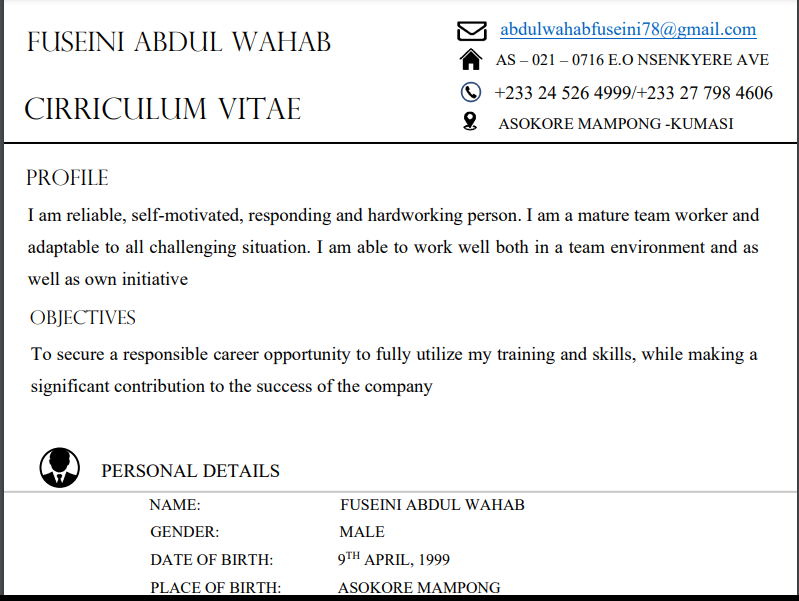 FUSEINI ABDUL WAHAB
CIRRICULUM VITAE
abdulwahabfuseini78@gmail.com
AS – 021 – 0716 E.O NSENKYERE AVE
+233 24 526 4999/+233 27 798 4606
ASOKORE MAMPONG -KUMASI
PROFILE
I am reliable, self-motivated, responding and hardworking person. I am a mature team worker and
adaptable to all challenging situation. I am able to work well both in a team environment and as
well as own initiative
OBJECTIVES
To secure a responsible career opportunity to fully utilize my training and skills, while making a
significant contribution to the success of the company
PERSONAL DETAILS
NAME: FUSEINI ABDUL WAHAB
GENDER: MALE
DATE OF BIRTH: 9TH APRIL, 1999
PLACE OF BIRTH: ASOKORE MAMPONG